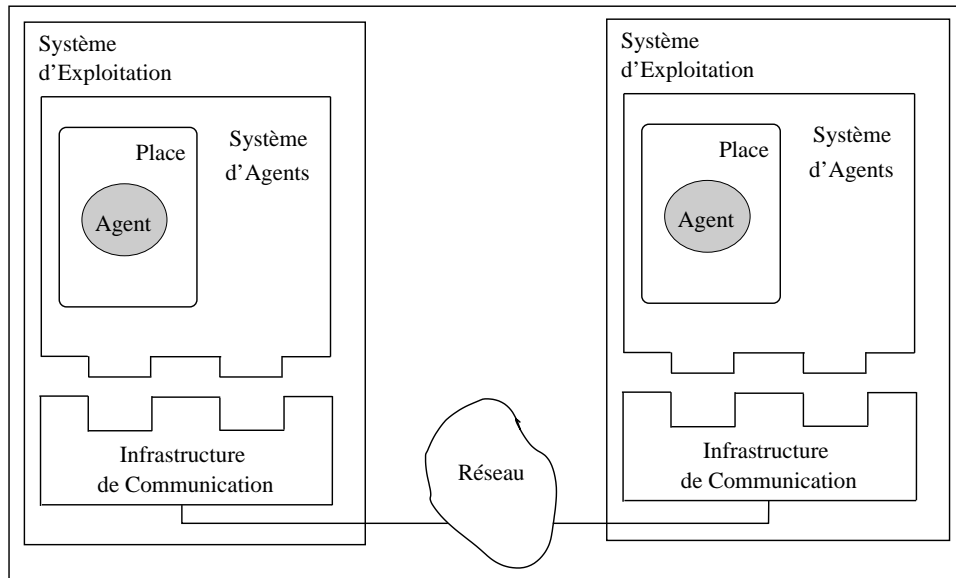 Système
d’Exploitation
Système
d’Agents
Place
Agent
Infrastructure
de Communication
Réseau
Système
d’Exploitation
Système
d’Agents
Place
Agent
Infrastructure
de Communication